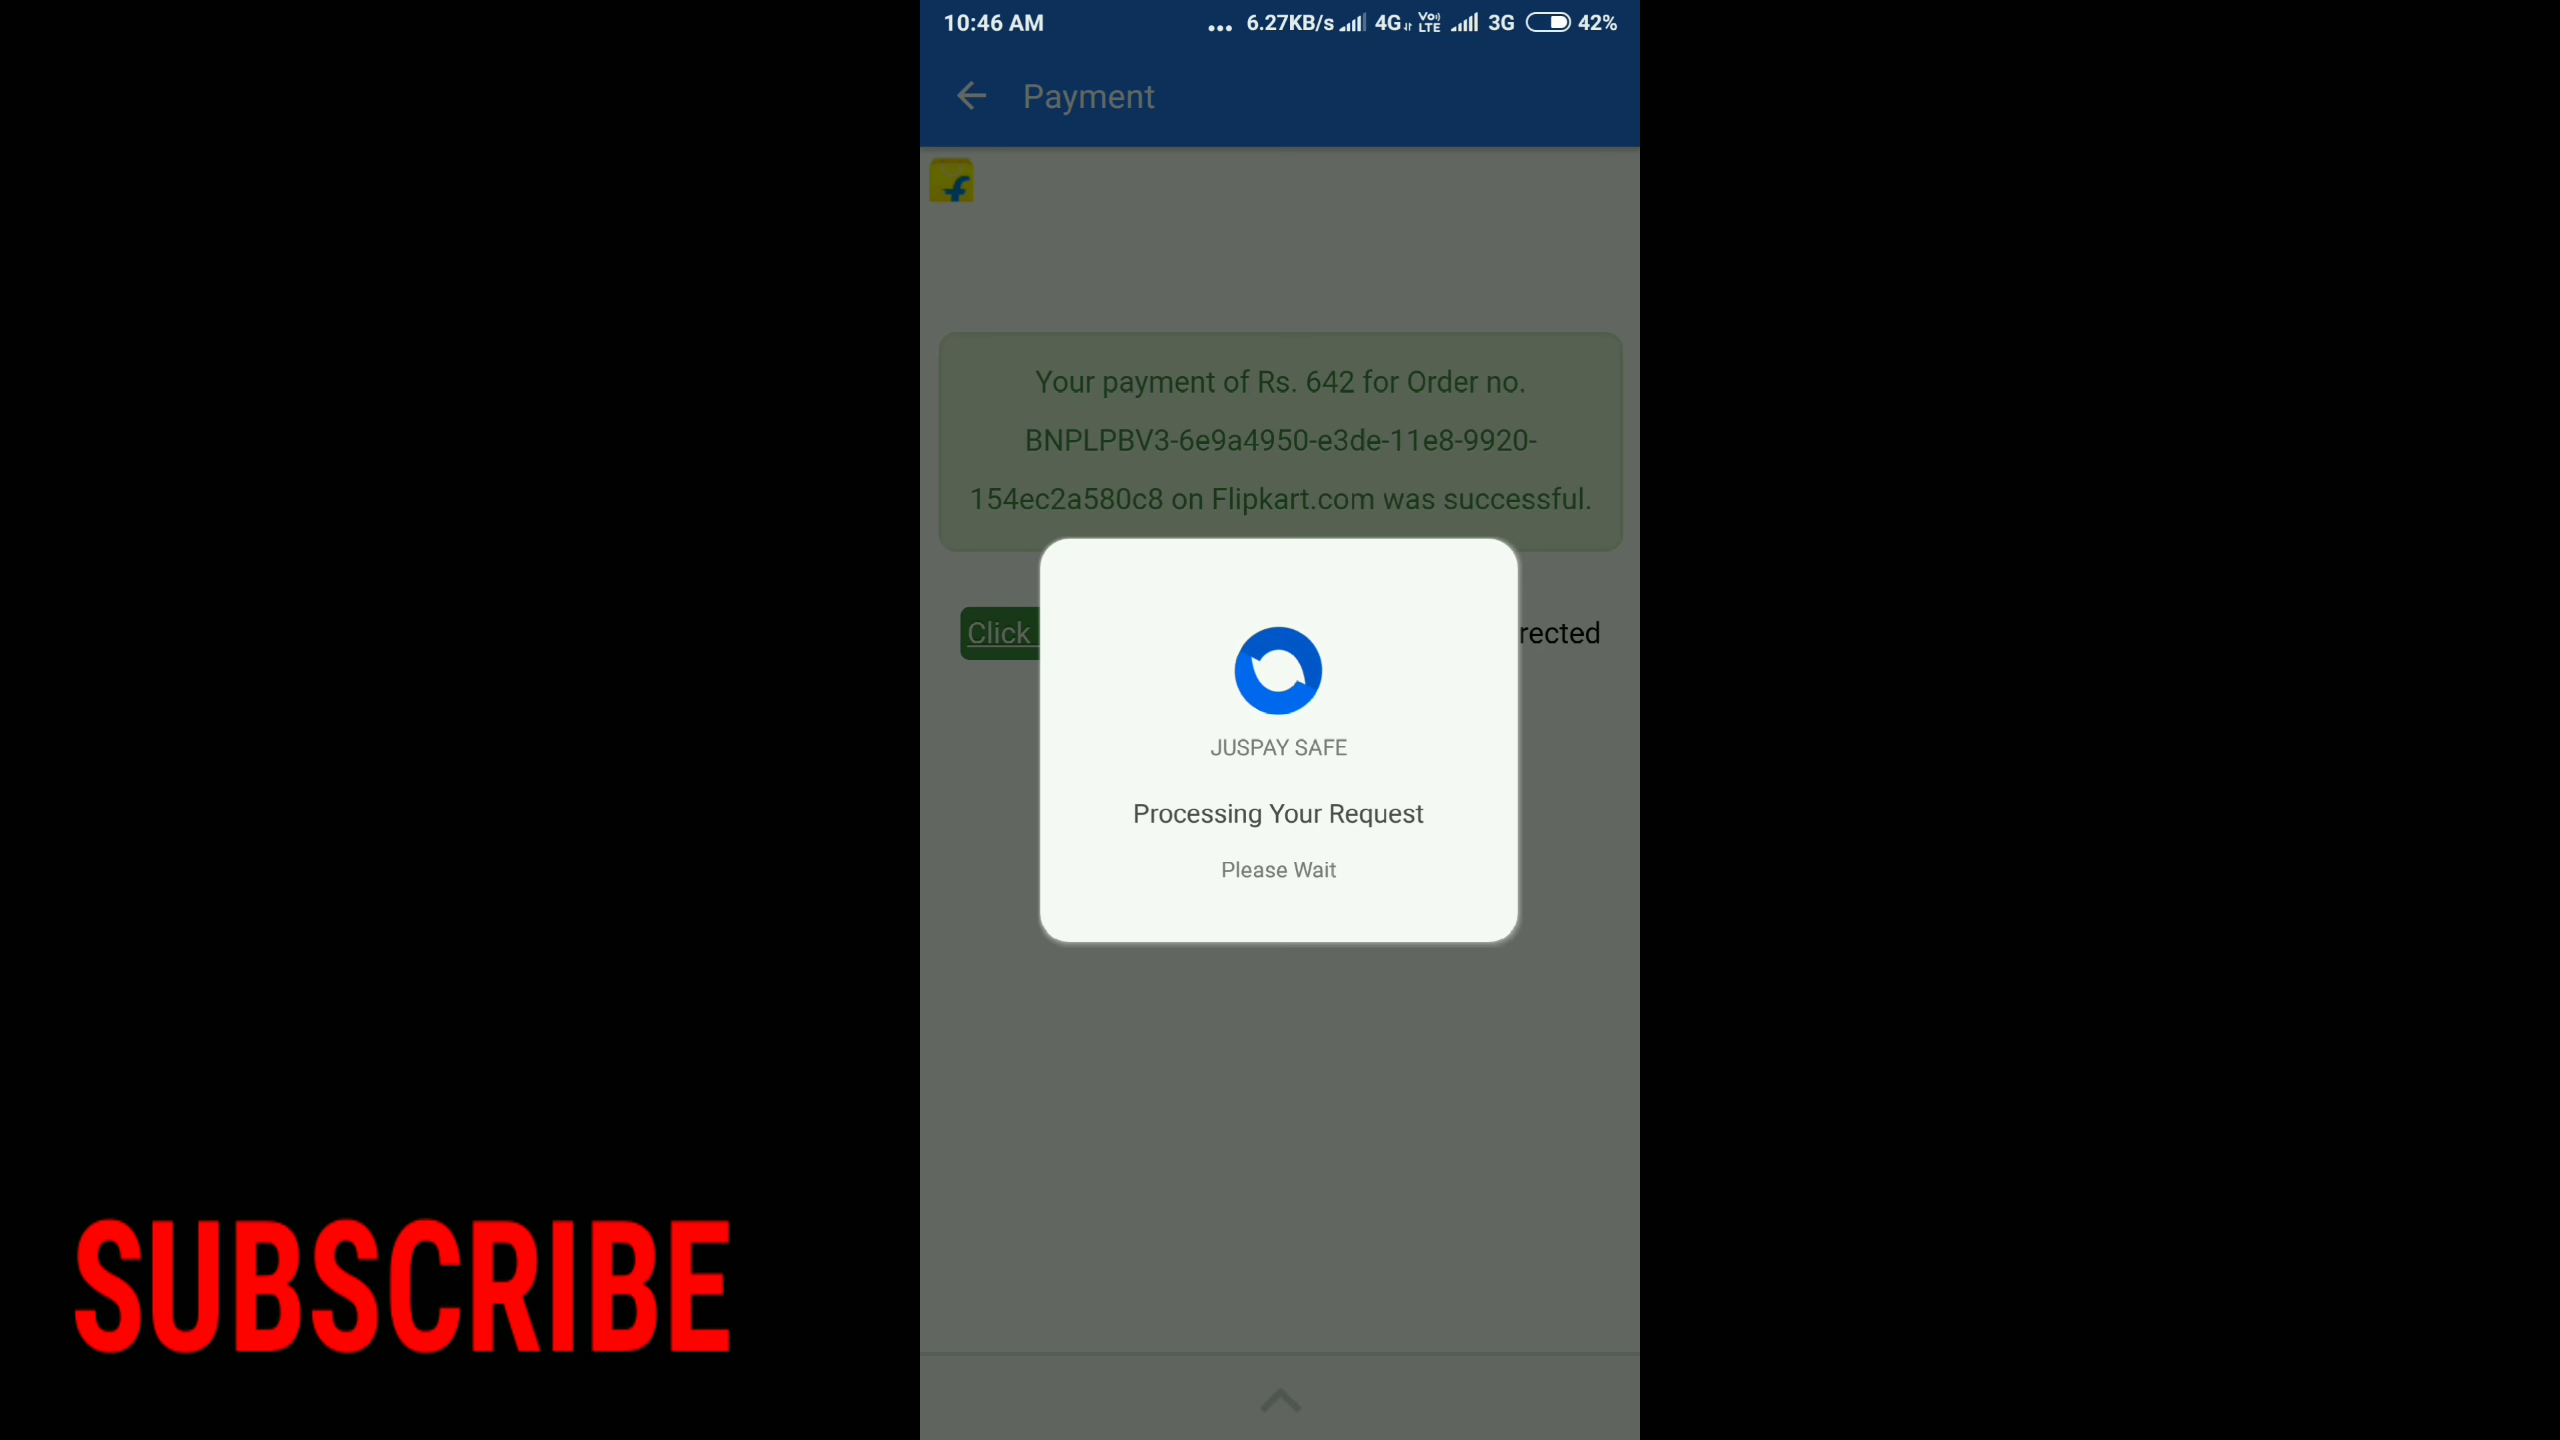 10:46 AM ... 6.27KB/s 4G VoLTE 3G 42%
Payment
Your payment of Rs. 642 for Order no.
BNPLPBV3-6e9a4950-e3de-11e8-9920-
154ec2a580c8 on Flipkart.com was successful.
Click rected
JUSPAY SAFE
Processing Your Request
Please Wait
SUBSCRIBE